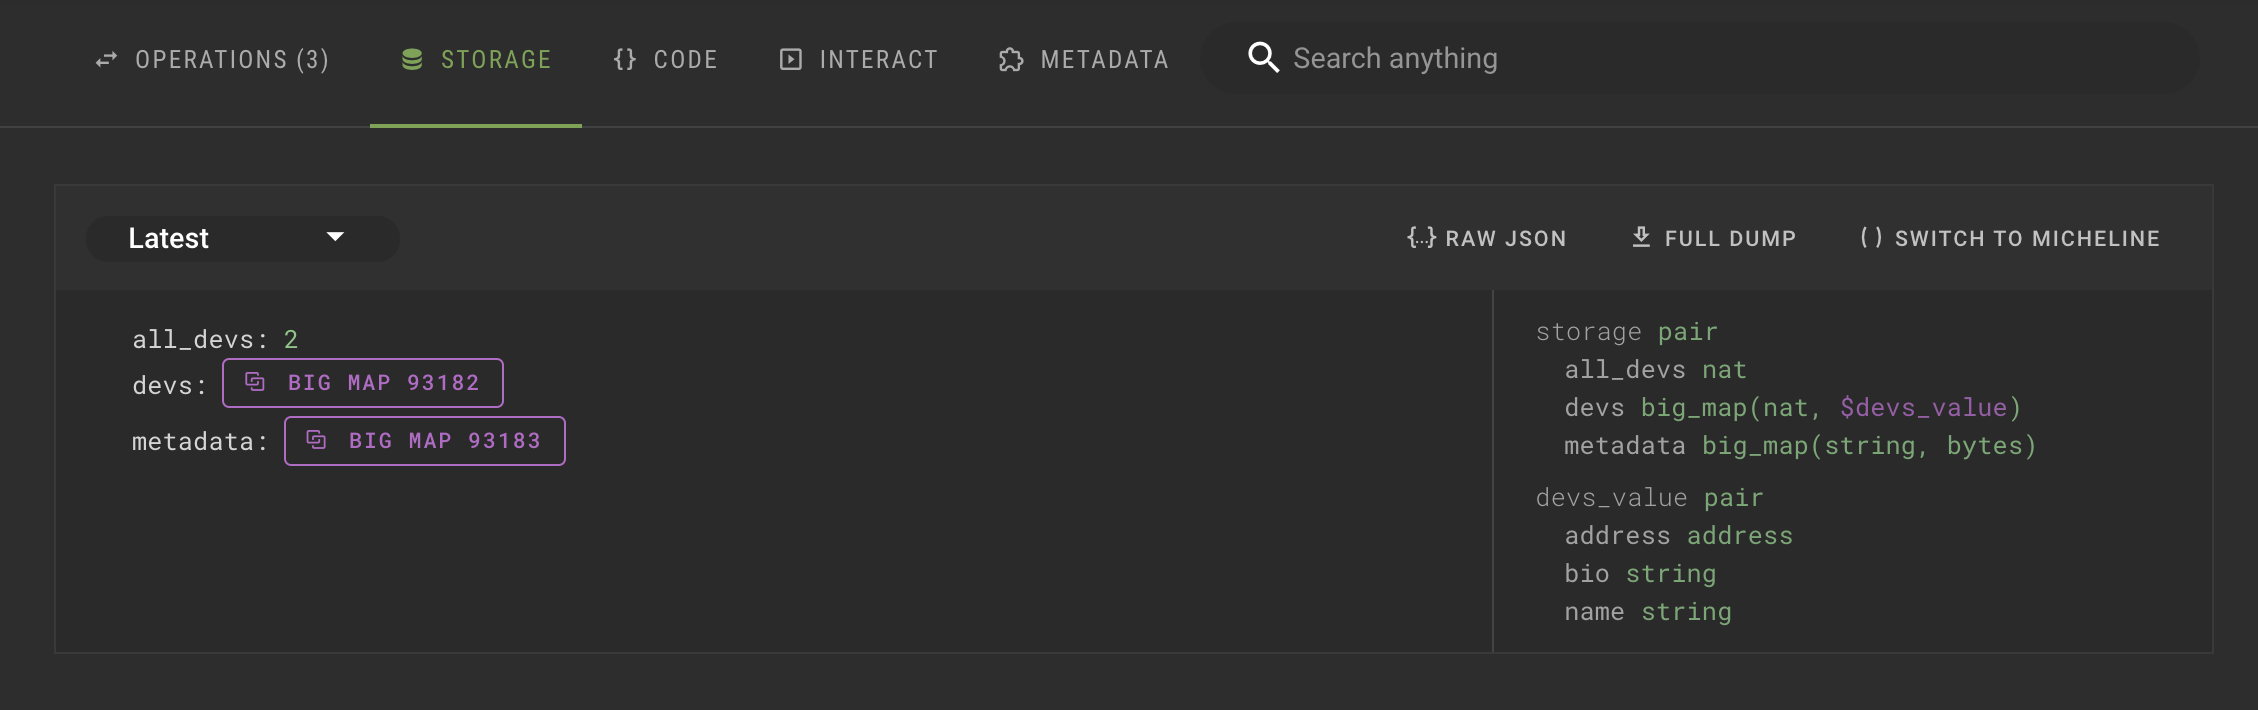 OPERATIONS (3) STORAGE {} CODE INTERACT METADATA Search anything
Latest {...} RAW JSON FULL DUMP () SWITCH TO MICHELINE
all_devs: 2
devs: BIG MAP 93182
metadata: BIG MAP 93183
storage pair
all_devs nat
devs big_map(nat, $devs_value)
metadata big_map(string, bytes)
devs_value pair
address address
bio string
name string